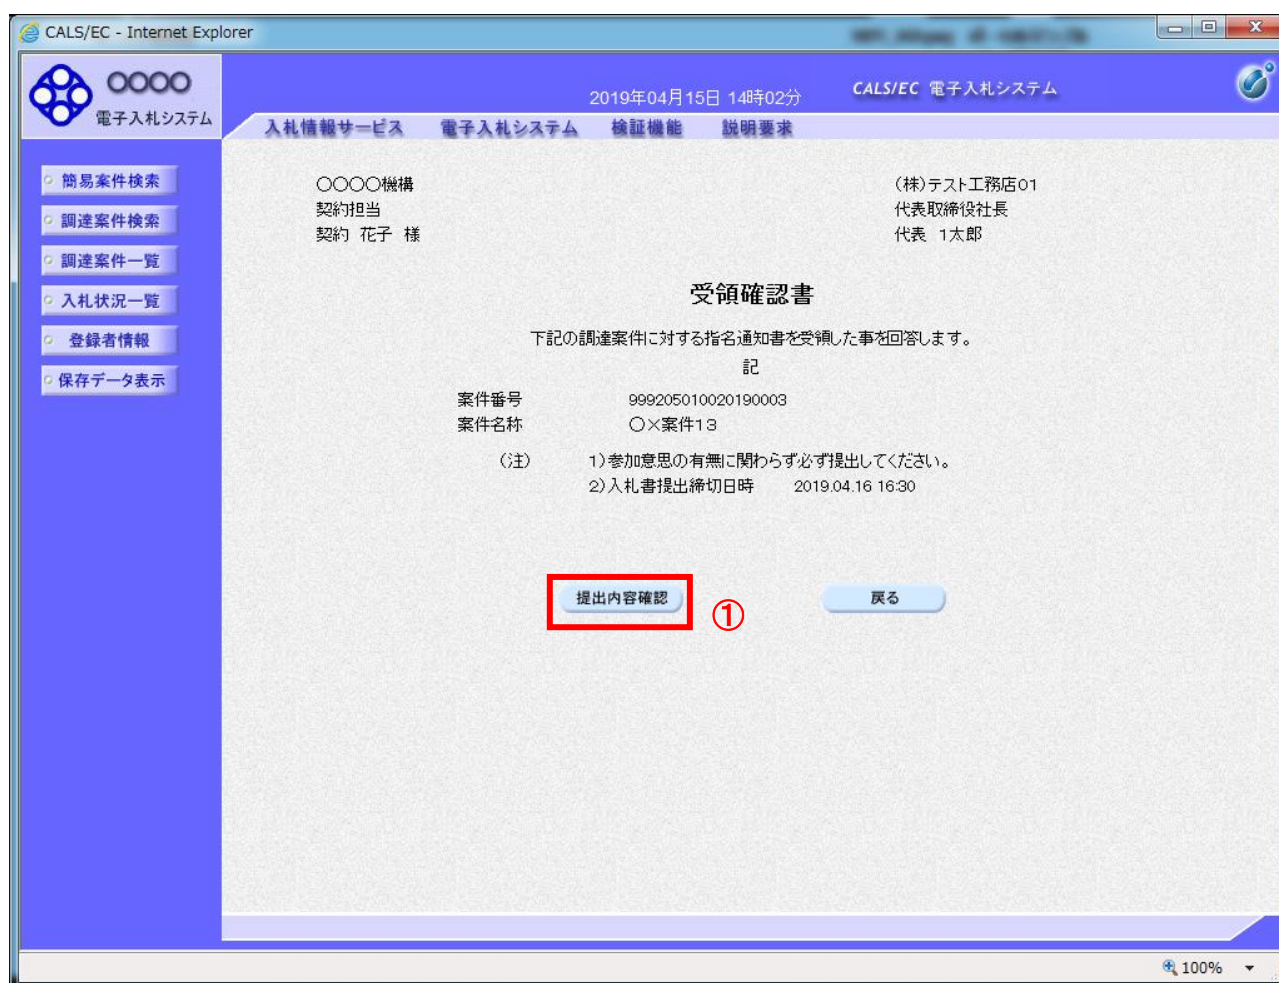 CALS/EC - Internet Explorer
OOOO
電子入札システム
2019年04月15日 14時02分
CALS/EC 電子入札システム
入札情報サービス 電子入札システム 検証機能 説明要求
簡易案件検索
調達案件検索
調達案件一覧
入札状況一覧
登録者情報
保存データ表示
〇〇〇〇機構
契約担当
契約 花子 様
(株)テスト工務店01
代表取締役社長
代表 1太郎
受領確認書
下記の調達案件に対する指名通知書を受領した事を回答します。
記
案件番号 999205010020190003
案件名称 〇×案件13
(注) 1)参加意思の有無に関わらず必ず提出してください。
2)入札書提出締切日時 2019.04.16 16:30
提出内容確認
①
戻る
100%